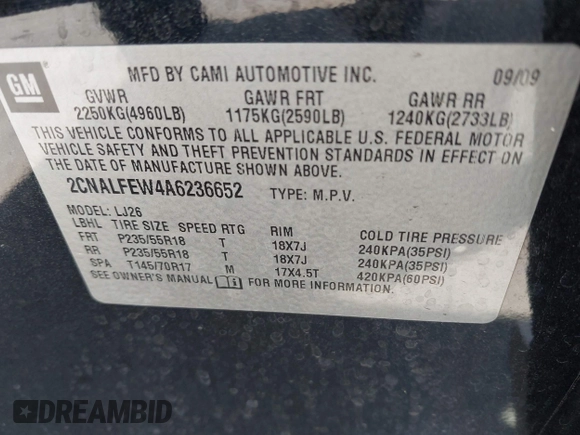 GM
MFD BY CAMI AUTOMOTIVE INC. 09/09
GVWR GAWR FRT GAWR RR
2250KG(4960LB) 1175KG(2590LB) 1240KG(2733LB)
THIS VEHICLE CONFORMS TO ALL APPLICABLE U.S. FEDERAL MOTOR
VEHICLE SAFETY AND THEFT PREVENTION STANDARDS IN EFFECT ON
THE DATE OF MANUFACTURE SHOWN ABOVE.
2CNALFEW4A6236652 TYPE: M.P.V.
MODEL: LJ26
LBHL TIRE SIZE SPEED RTG RIM COLD TIRE PRESSURE
FRT P235/55R18 T 18X7J 240KPA(35PSI)
RR P235/55R18 T 18X7J 240KPA(35PSI)
SPA T145/70R17 M 17X4.5T 420KPA(60PSI)
SEE OWNER'S MANUAL FOR MORE INFORMATION.
DREAMBID